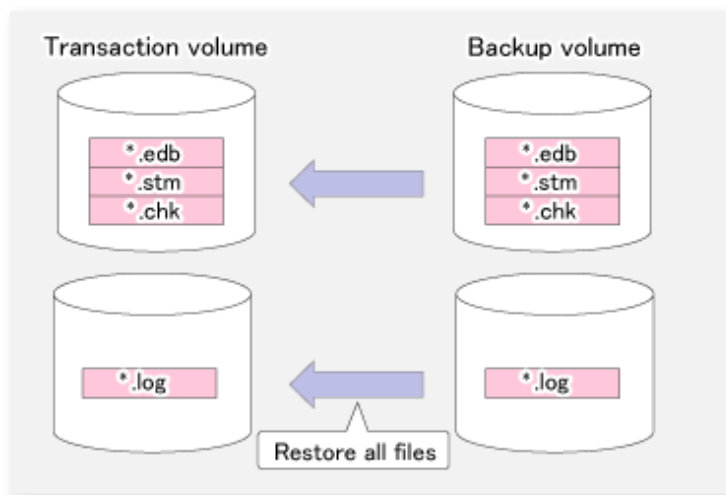 Transaction volume
Backup volume
*.edb
*.stm
*.chk
*.edb
*.stm
*.chk
*.log
*.log
Restore all files